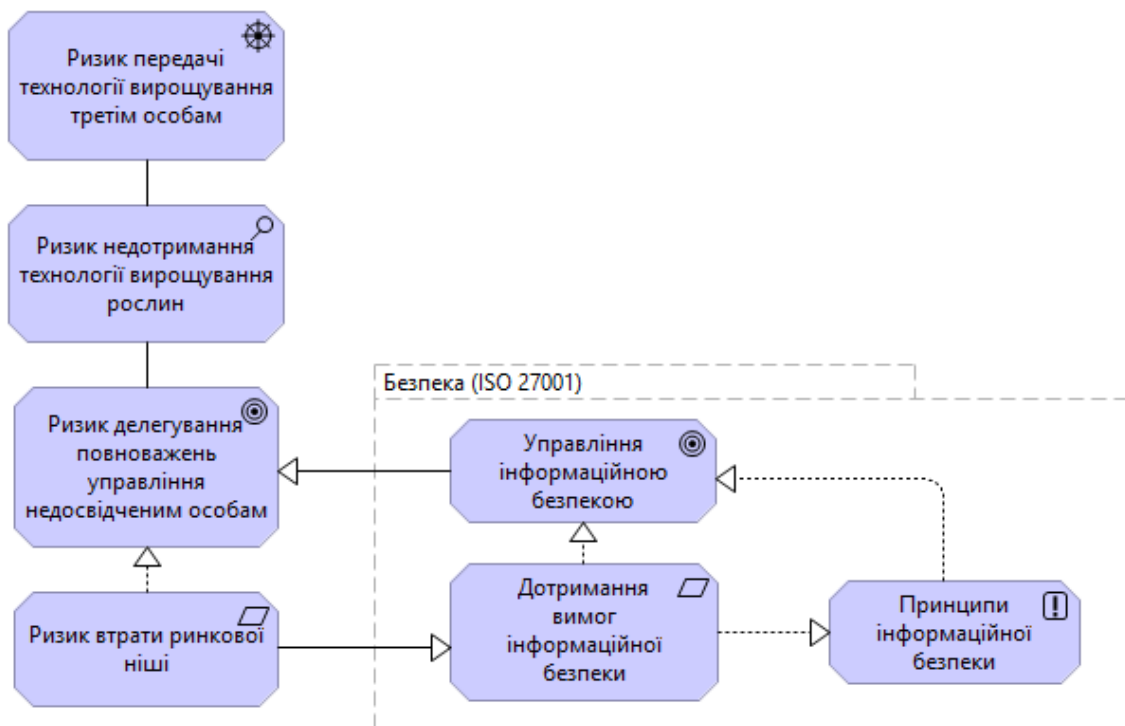 Ризик передачі
технології вирощування
третім особам
Ризик недотримання
технології вирощування
рослин
Ризик делегування
повноважень
управління
недосвідченим особам
Ризик втрати ринкової
ніші
Безпека (ISO 27001)
Управління
інформаційною
безпекою
Дотримання
вимог
інформаційної
безпеки
Принципи
інформаційної
безпеки